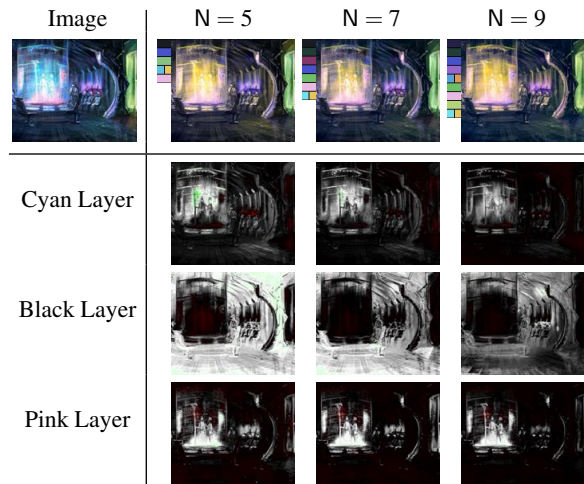 Image N = 5 N = 7 N = 9
Cyan Layer
Black Layer
Pink Layer